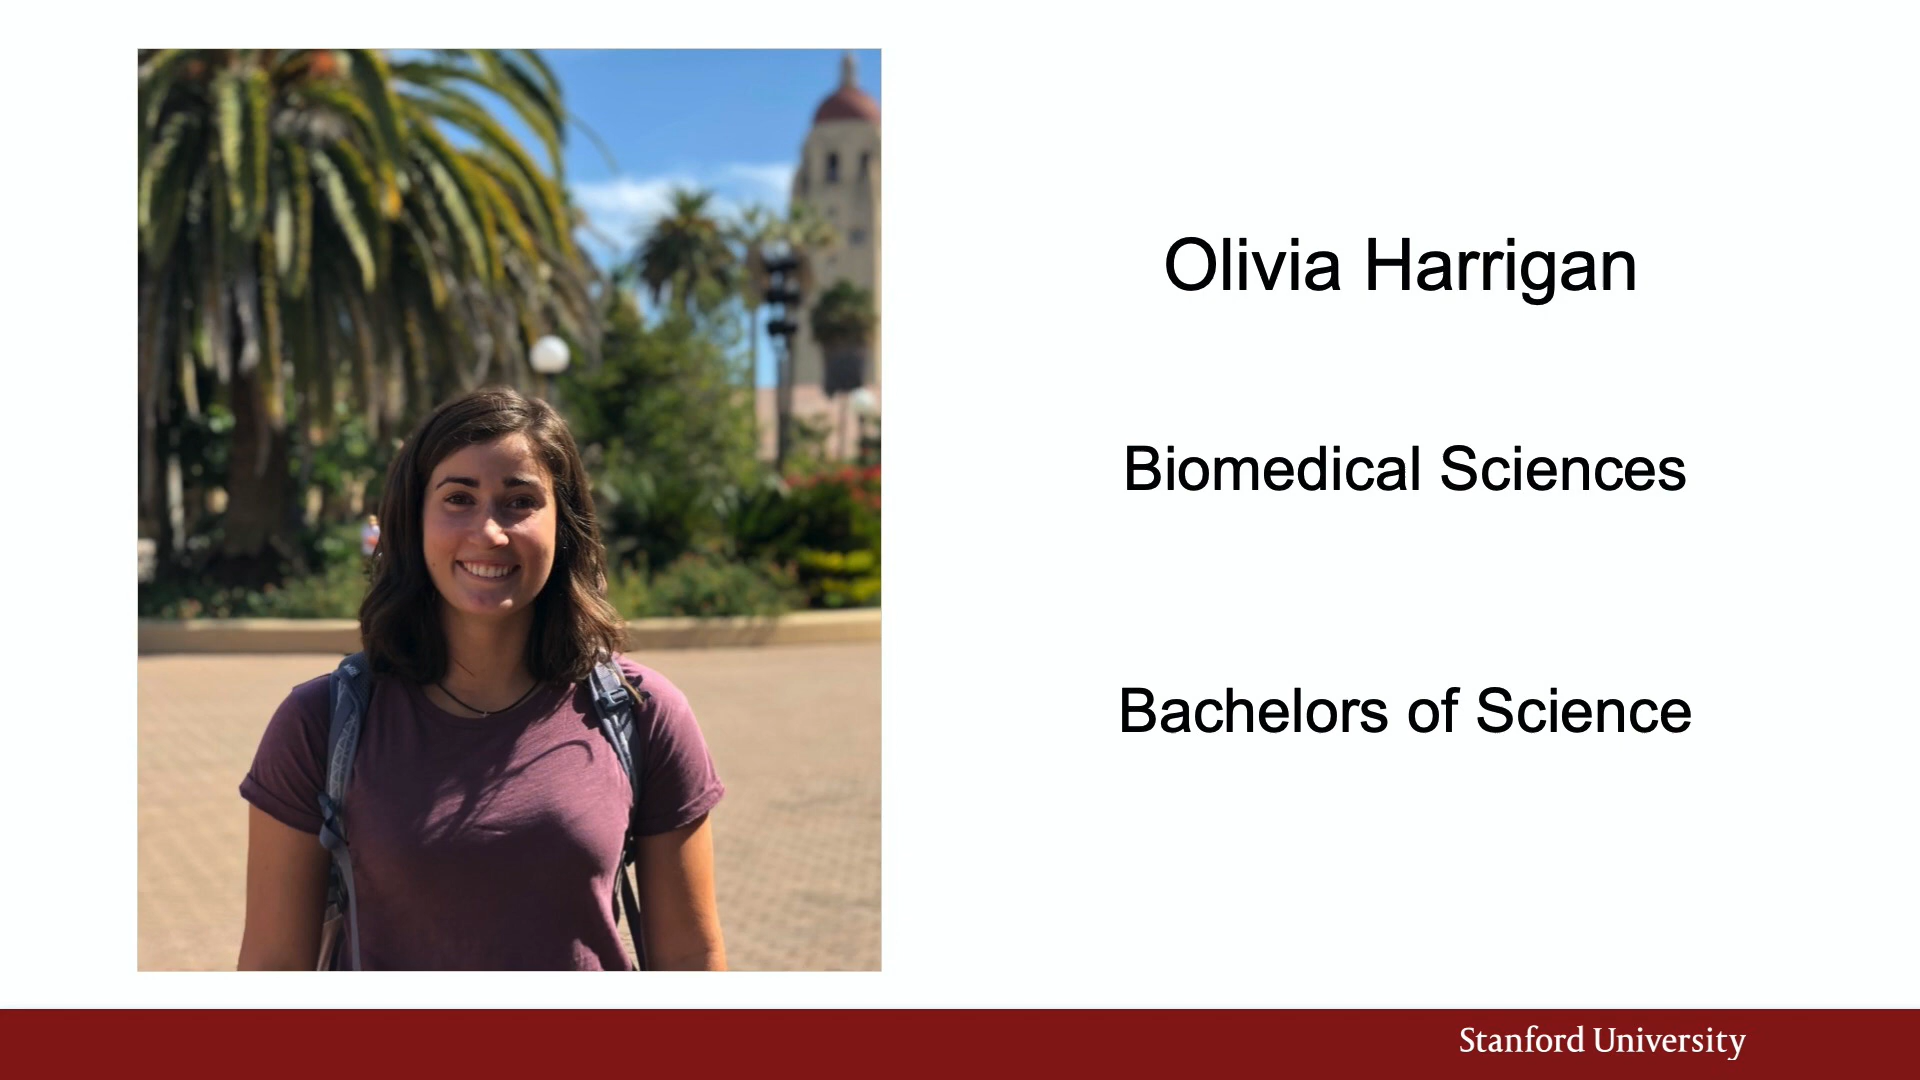 Olivia Harrigan
Biomedical Sciences
Bachelors of Science
Stanford University